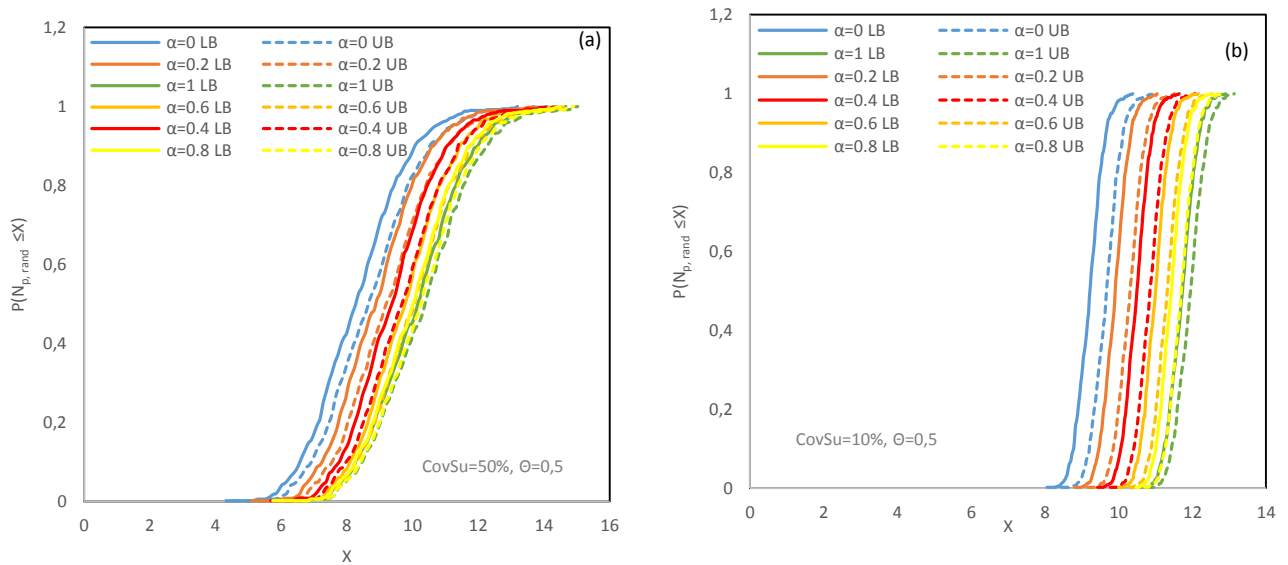 (a)
1,2
1
0,8
0,6
0,4
0,2
0
P(Np, rand ≤X)
α=0 LB α=0 UB
α=0.2 LB α=0.2 UB
α=1 LB α=1 UB
α=0.6 LB α=0.6 UB
α=0.4 LB α=0.4 UB
α=0.8 LB α=0.8 UB
CovSu=50%, Θ=0,5
0 2 4 6 8 10 12 14 16
X
(b)
1,2
1
0,8
0,6
0,4
0,2
0
P(Np, rand ≤X)
α=0 LB α=0 UB
α=1 LB α=1 UB
α=0.2 LB α=0.2 UB
α=0.4 LB α=0.4 UB
α=0.6 LB α=0.6 UB
α=0.8 LB α=0.8 UB
CovSu=10%, Θ=0,5
0 2 4 6 8 10 12 14
X